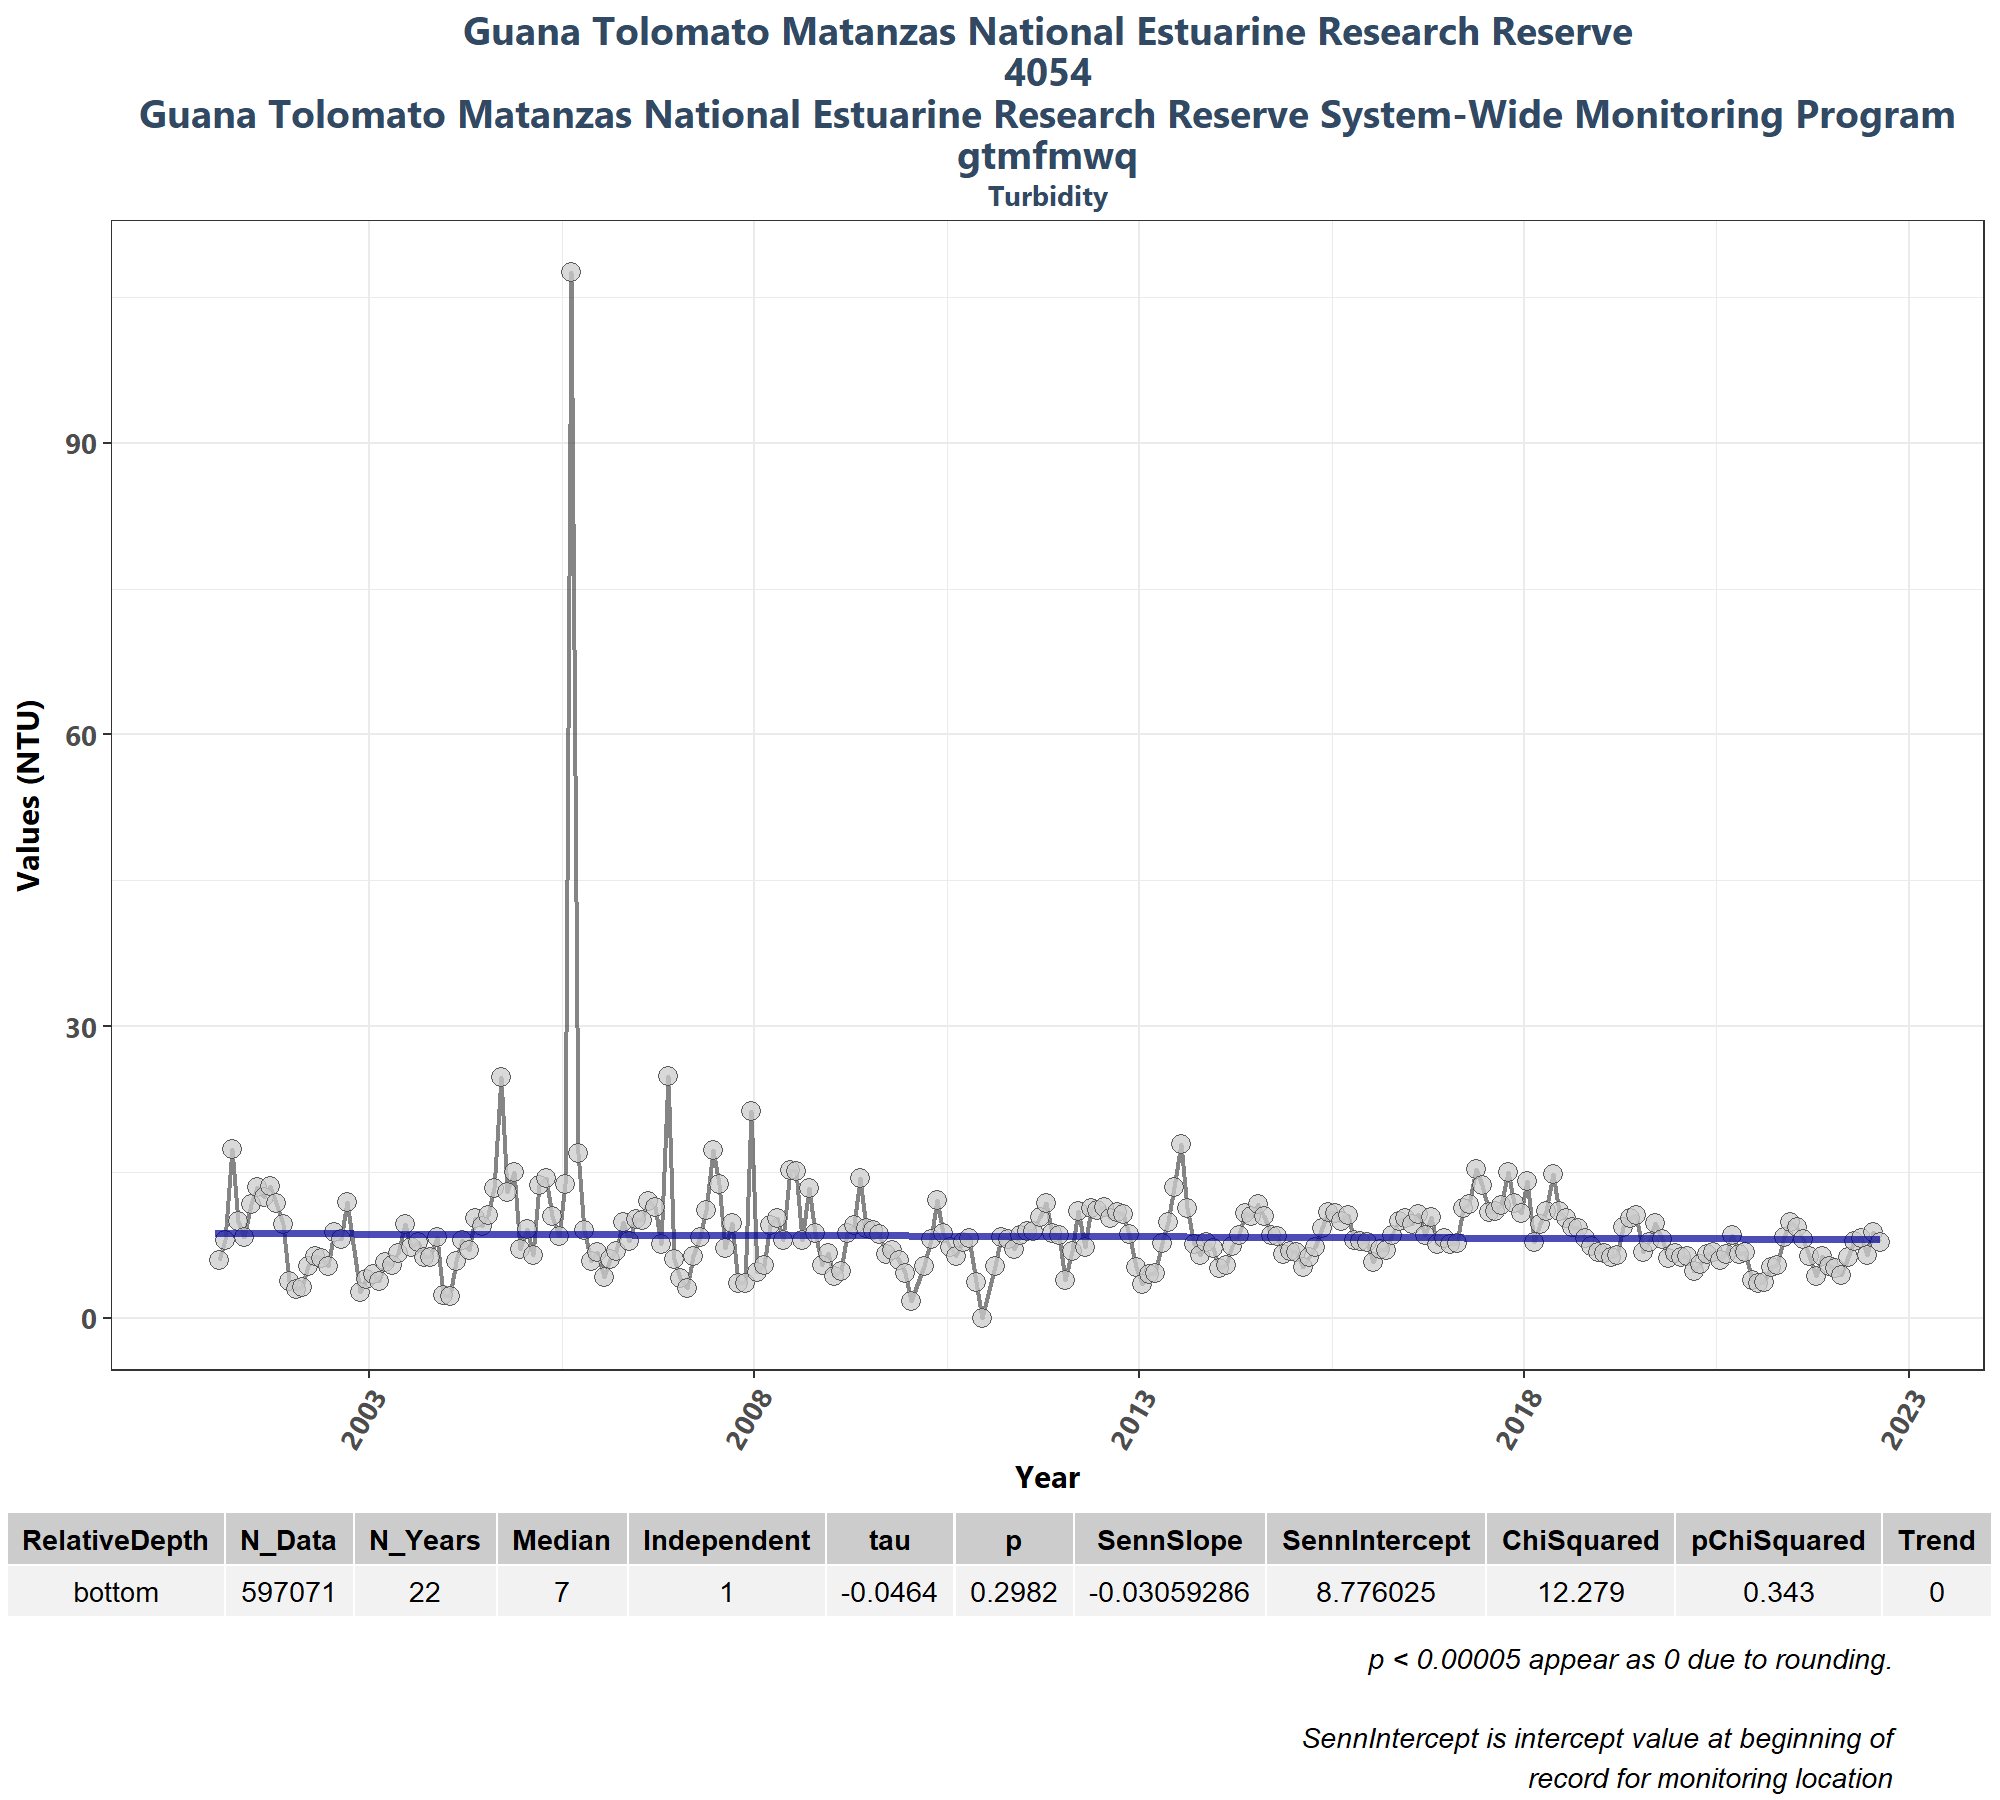 Guana Tolomato Matanzas National Estuarine Research Reserve
4054
Guana Tolomato Matanzas National Estuarine Research Reserve System-Wide Monitoring Program
gtmfmwq
Turbidity
Values (NTU)
90
60
30
0
2003 2008 2013 2018 2023
Year
RelativeDepth N_Data N_Years Median Independent tau p SennSlope SennIntercept ChiSquared pChiSquared Trend
bottom 597071 22 7 1 -0.0464 0.2982 -0.03059286 8.776025 12.279 0.343 0
p < 0.00005 appear as 0 due to rounding.
SennIntercept is intercept value at beginning of
record for monitoring location